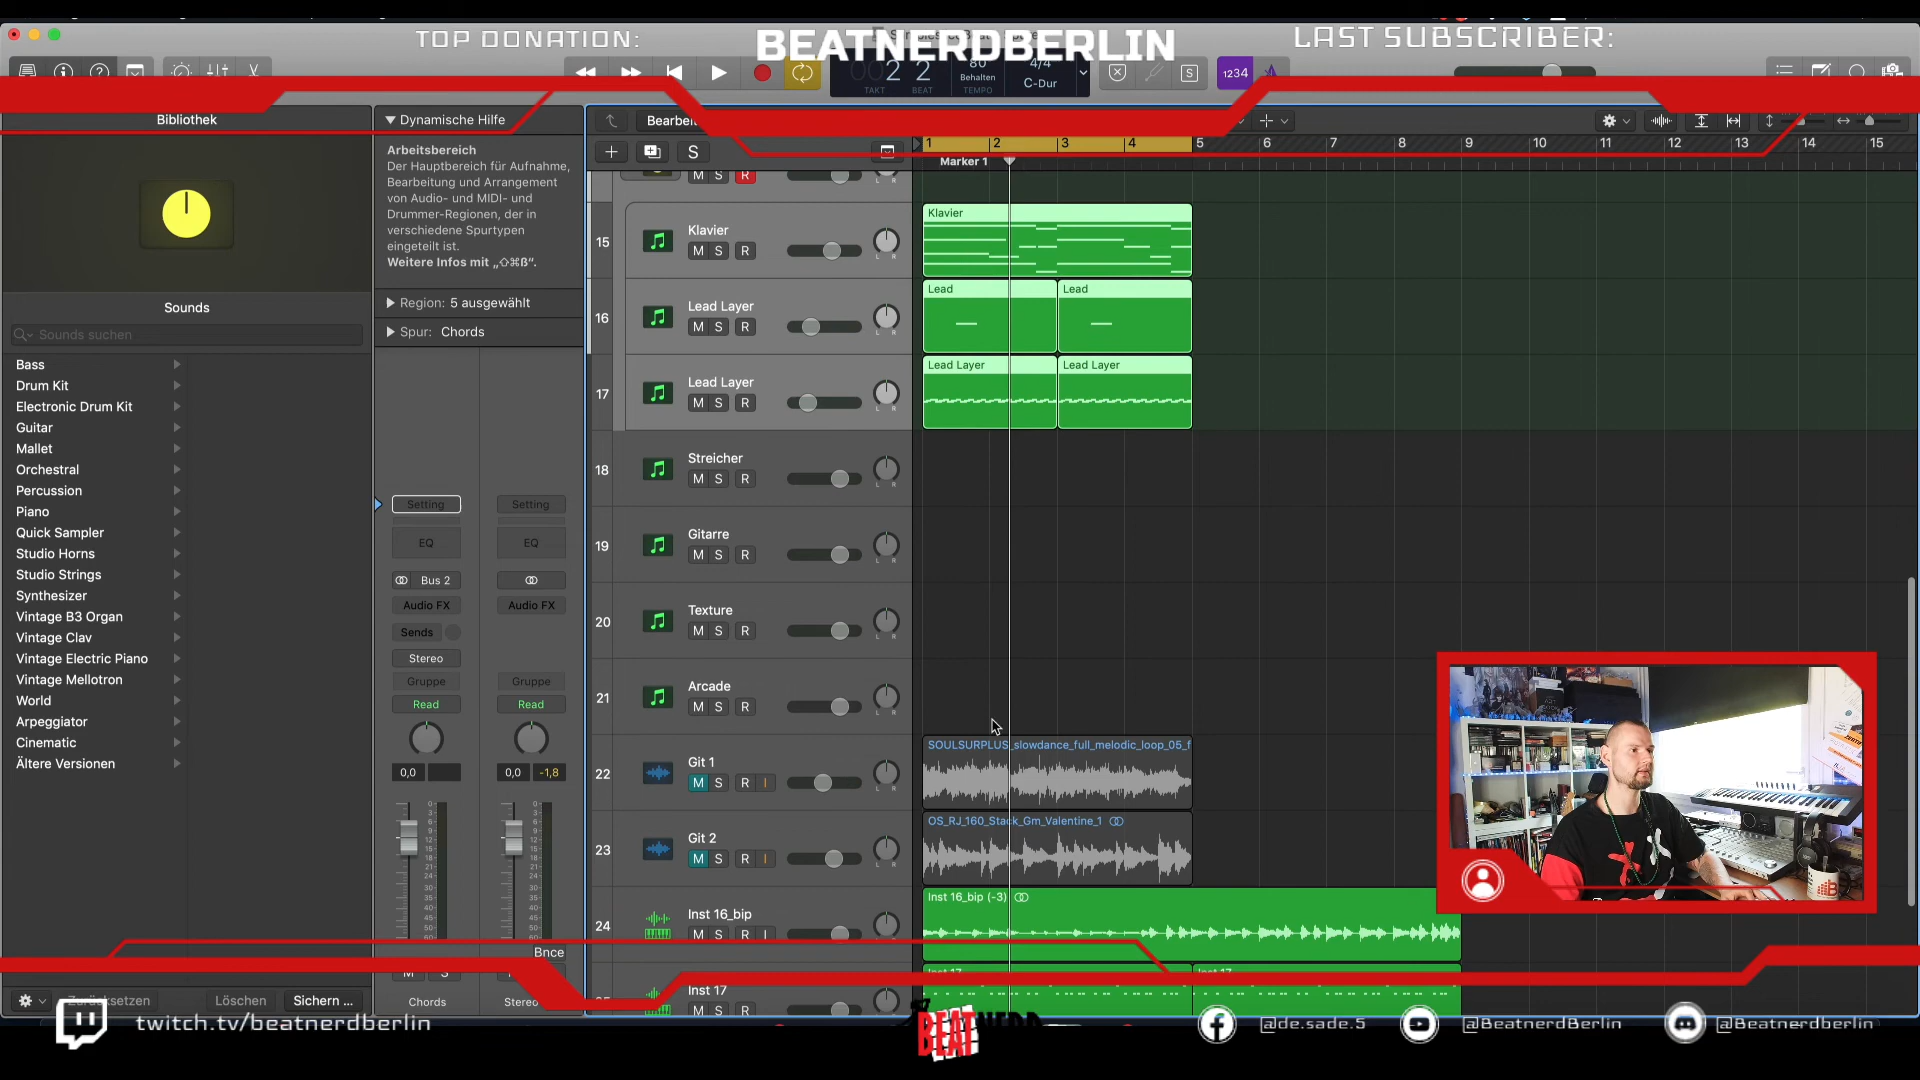 TOP DONATION:
BEATNERDBERLIN
LAST SUBSCRIBER:
2 2
80
4/4
Behalten
C-Dur
TAKT
BEAT
TEMPO
S
1234
Bibliothek
Dynamische Hilfe
Arbeitsbereich
Der Hauptbereich für Aufnahme,
Bearbeitung und Arrangement
von Audio- und MIDI- und
Drummer-Regionen, der in
verschiedene Spurtypen
eingeteilt ist.
Weitere Infos mit „⇧⌘ß“.
Region: 5 ausgewählt
Spur: Chords
Sounds
Sounds suchen
Bass
Drum Kit
Electronic Drum Kit
Guitar
Mallet
Orchestral
Percussion
Piano
Quick Sampler
Studio Horns
Studio Strings
Synthesizer
Vintage B3 Organ
Vintage Clav
Vintage Electric Piano
Vintage Mellotron
World
Arpeggiator
Cinematic
Ältere Versionen
Zurücksetzen
Löschen
Sichern ...
Setting
Setting
EQ
EQ
Bus 2
Audio FX
Audio FX
Sends
Stereo
Gruppe
Gruppe
Read
Read
0,0
0,0
-1,8
Bnce
M S
Chords
S
1 2 3 4 5 6 7 8 9 10 11 12 13 14 15
Marker 1
M S R
15
Klavier
M S R
Klavier
16
Lead Layer
M S R
Lead
Lead
17
Lead Layer
M S R
Lead Layer
Lead Layer
18
Streicher
M S R
19
Gitarre
M S R
20
Texture
M S R
21
Arcade
M S R
22
Git 1
M S R I
SOULSURPLUS_slowdance_full_melodic_loop_05_f
23
Git 2
M S R I
OS_RJ_160_Stack_Gm_Valentine_1
24
Inst 16_bip
M S R I
Inst 16_bip (-3)
Inst 17
M S R
twitch.tv/beatnerdberlin
BEATNERD
@de.sade.5
@BeatnerdBerlin
@Beatnerdberlin